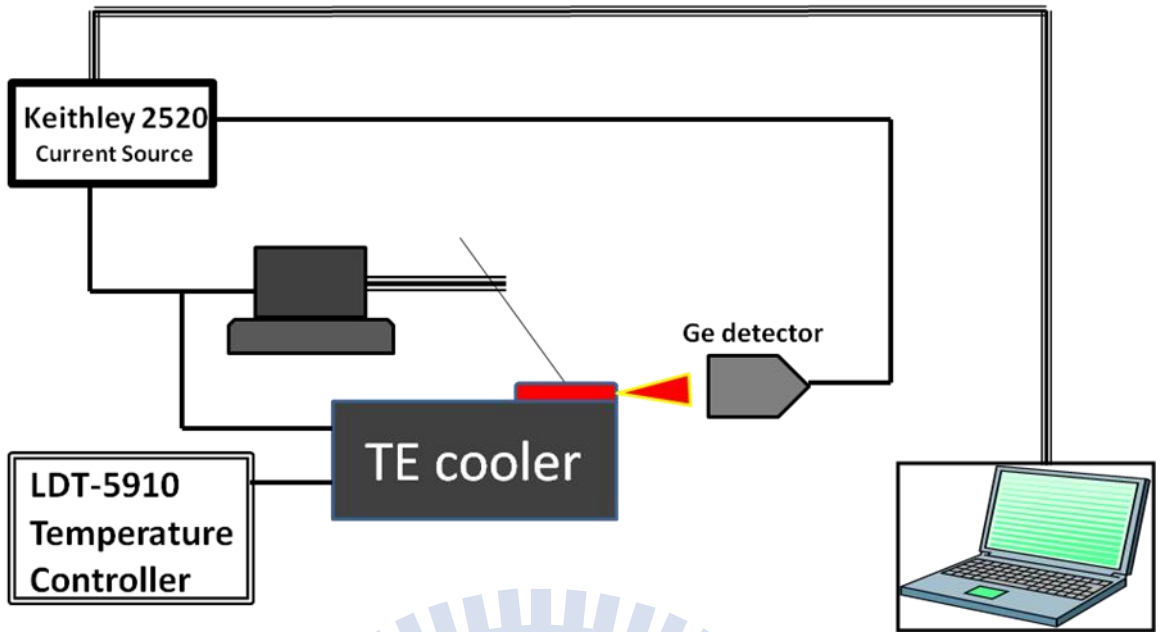 Keithley 2520
Current Source
Ge detector
TE cooler
LDT-5910
Temperature
Controller